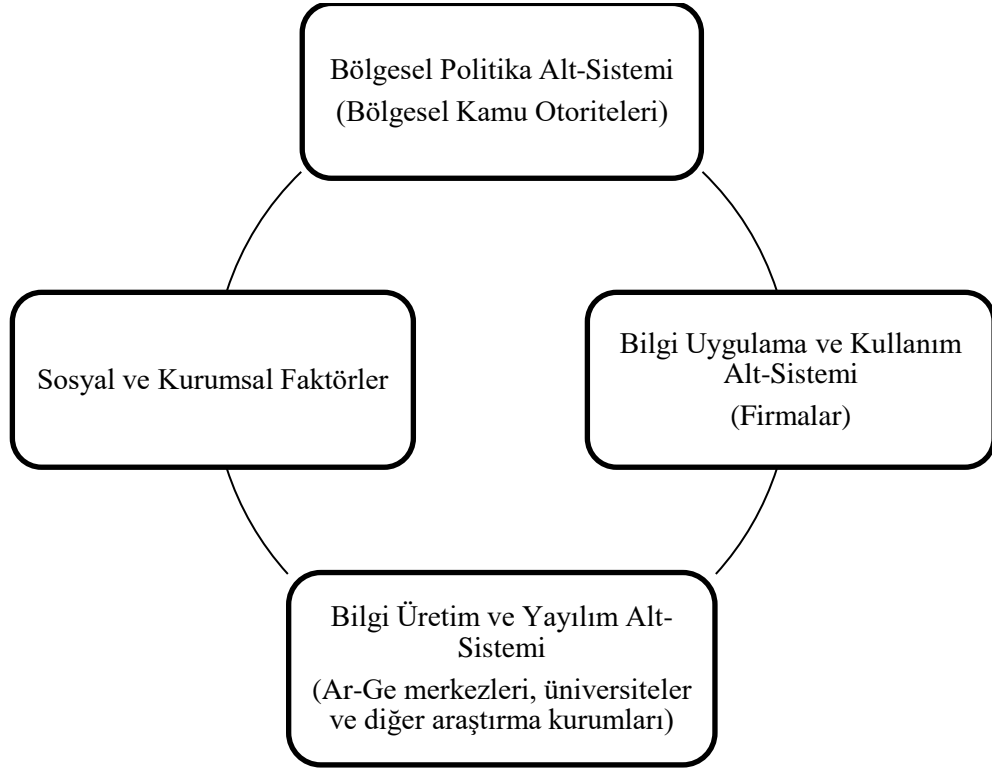 Bölgesel Politika Alt-Sistemi
(Bölgesel Kamu Otoriteleri)
Sosyal ve Kurumsal Faktörler
Bilgi Uygulama ve Kullanım
Alt-Sistemi
(Firmalar)
Bilgi Üretim ve Yayılım Alt-
Sistemi
(Ar-Ge merkezleri, üniversiteler
ve diğer araştırma kurumları)